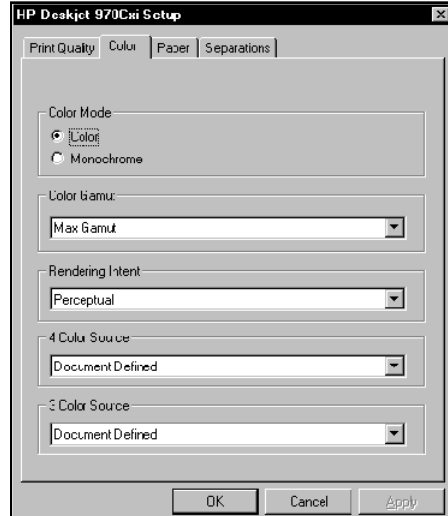 HP Deskjet 970Cxi Setup
Print Quality Color Paper Separations
Color Mode
Color
Monochrome
Color Gamut
Max Gamut
Rendering Intent
Perceptual
4 Color Source
Document Defined
3 Color Source
Document Defined
OK Cancel Apply